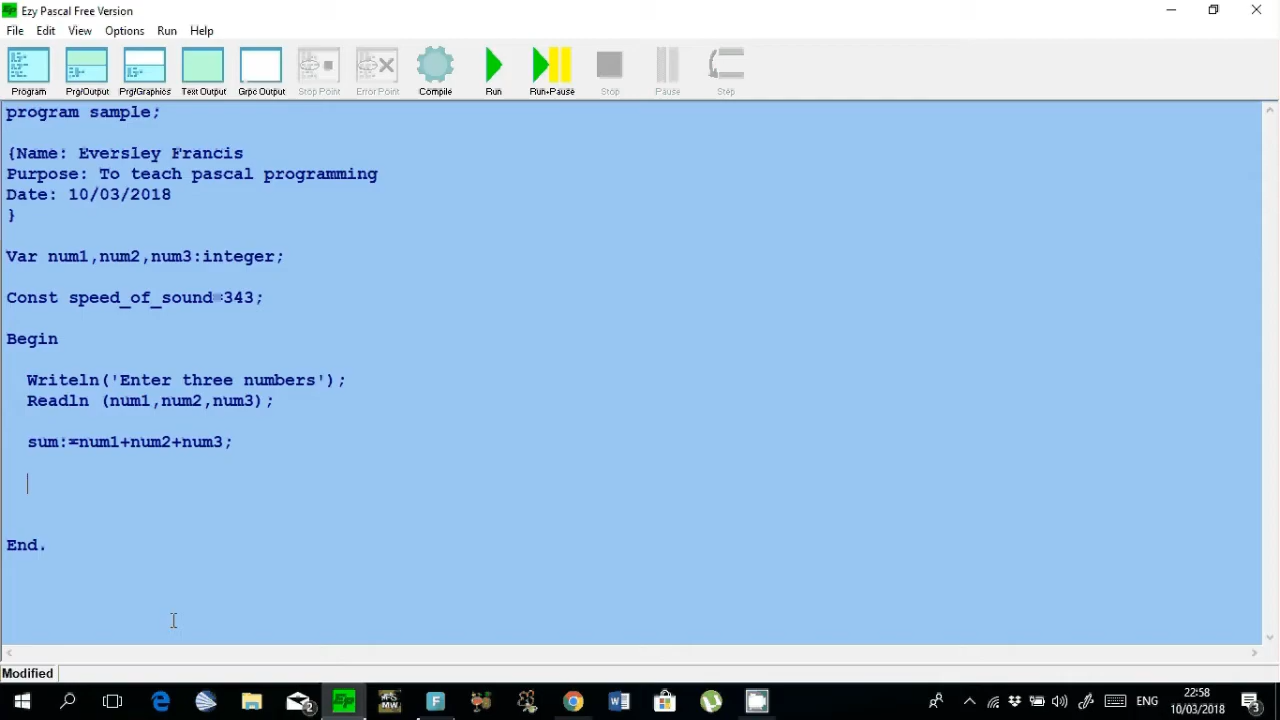 Ep Ezy Pascal Free Version
File Edit View Options Run Help
Program Prg/Output Prg/Graphics Text Output Grpc Output Stop Point Error Point Compile Run Run+Pause Stop Pause Step
program sample;
{Name: Eversley Francis
Purpose: To teach pascal programming
Date: 10/03/2018
}
Var num1,num2,num3:integer;
Const speed_of_sound=343;
Begin
Writeln('Enter three numbers');
Readln (num1,num2,num3);
sum:=num1+num2+num3;
End.
Modified
ENG
22:58
10/03/2018